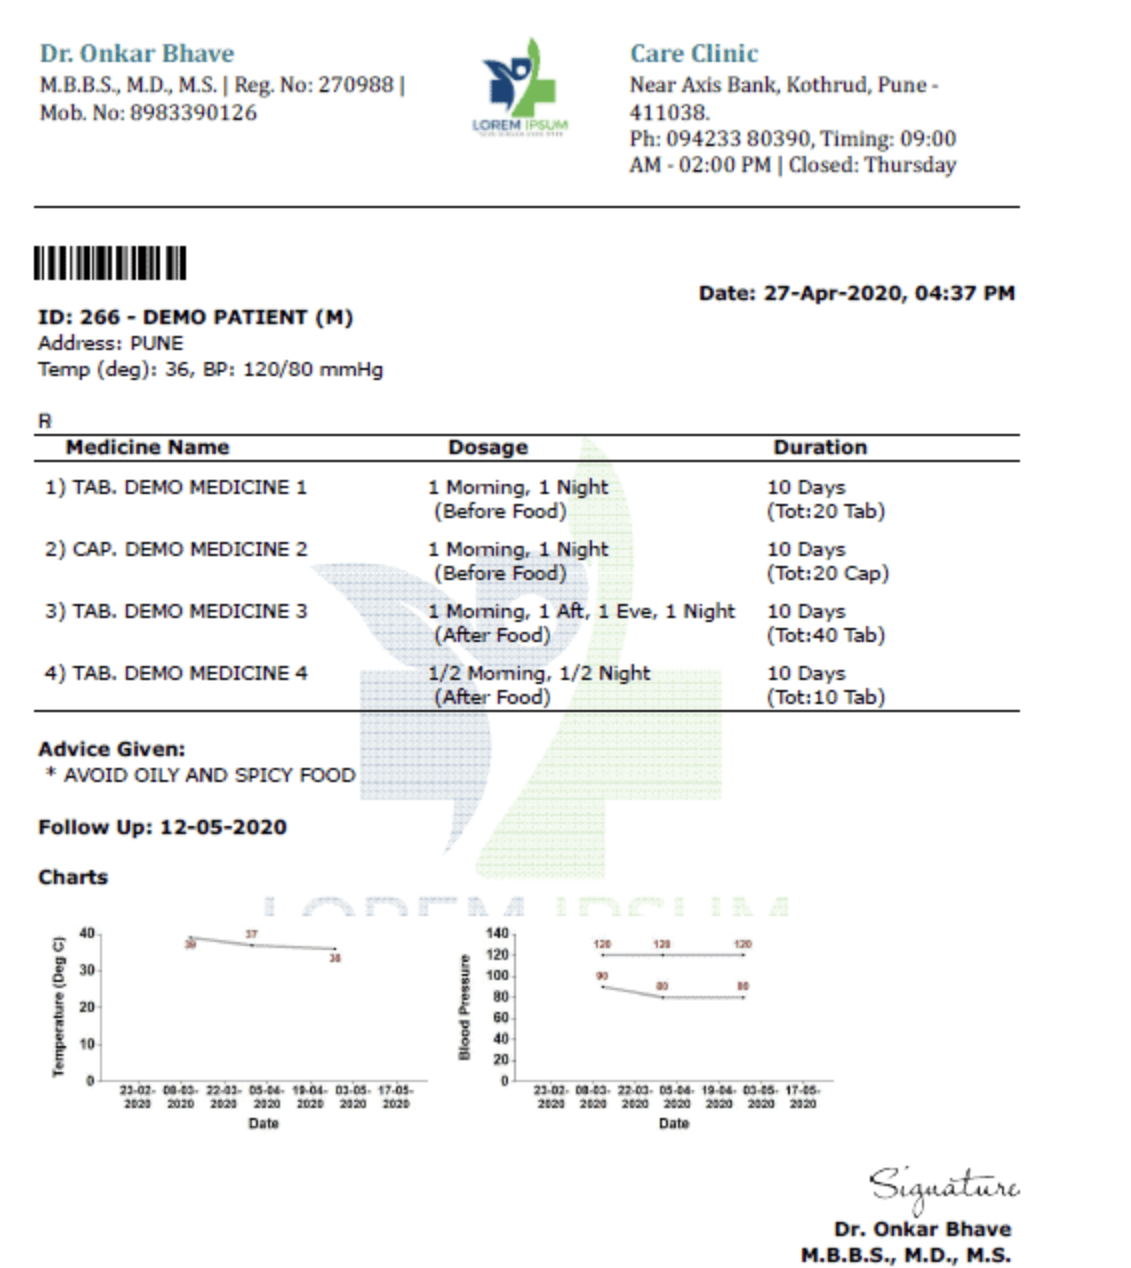 Dr. Onkar Bhave
M.B.B.S., M.D., M.S. | Reg. No: 270988 |
Mob. No: 8983390126
LOREM IPSUM
Care Clinic
Near Axis Bank, Kothrud, Pune -
411038.
Ph: 094233 80390, Timing: 09:00
AM - 02:00 PM | Closed: Thursday
Date: 27-Apr-2020, 04:37 PM
ID: 266 - DEMO PATIENT (M)
Address: PUNE
Temp (deg): 36, BP: 120/80 mmHg
R
Medicine Name Dosage Duration
1) TAB. DEMO MEDICINE 1 1 Morning, 1 Night 10 Days
(Before Food) (Tot:20 Tab)
2) CAP. DEMO MEDICINE 2 1 Morning, 1 Night 10 Days
(Before Food) (Tot:20 Cap)
3) TAB. DEMO MEDICINE 3 1 Morning, 1 Aft, 1 Eve, 1 Night 10 Days
(After Food) (Tot:40 Tab)
4) TAB. DEMO MEDICINE 4 1/2 Morning, 1/2 Night 10 Days
(After Food) (Tot:10 Tab)
Advice Given:
* AVOID OILY AND SPICY FOOD
Follow Up: 12-05-2020
Charts
LOREM IPSUM
Temperature (Deg C)
40
30
20
10
0
37
23-02-2020 08-03-2020 22-03-2020 05-04-2020 19-04-2020 03-05-2020 17-05-2020
Date
Blood Pressure
140
120
100
80
60
40
20
0
120 120 120
90 80 80
23-02-2020 08-03-2020 22-03-2020 05-04-2020 19-04-2020 03-05-2020 17-05-2020
Date
Signature
Dr. Onkar Bhave
M.B.B.S., M.D., M.S.